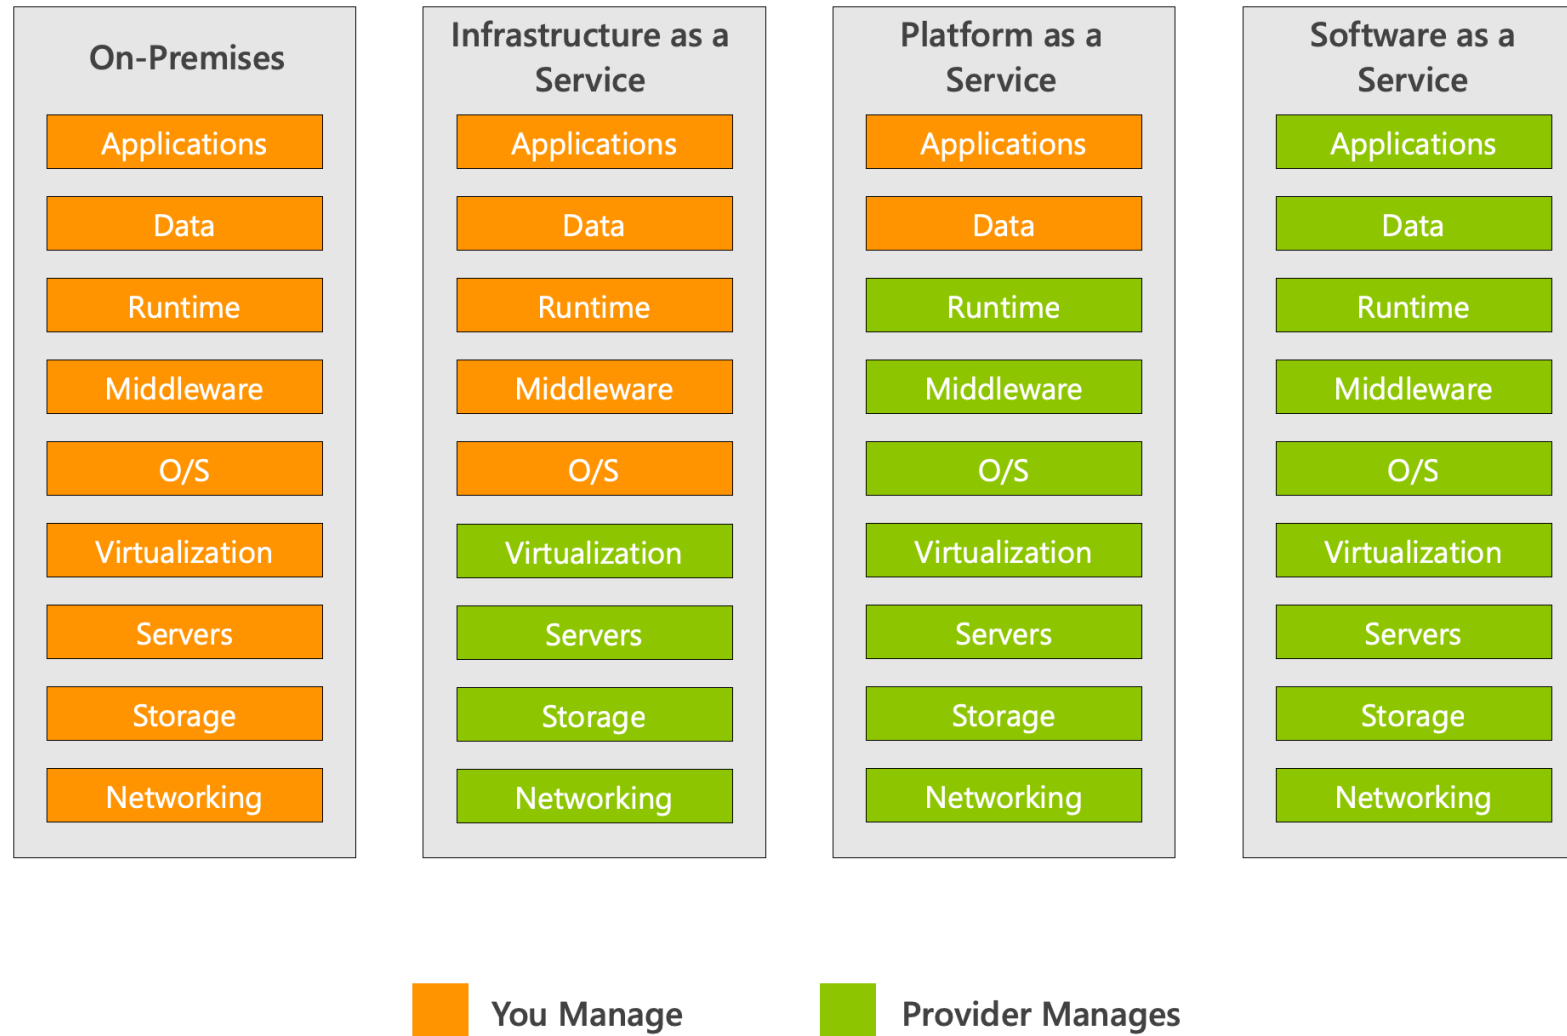 On-Premises
Applications
Data
Runtime
Middleware
O/S
Virtualization
Servers
Storage
Networking
Infrastructure as a
Service
Applications
Data
Runtime
Middleware
O/S
Virtualization
Servers
Storage
Networking
Platform as a
Service
Applications
Data
Runtime
Middleware
O/S
Virtualization
Servers
Storage
Networking
Software as a
Service
Applications
Data
Runtime
Middleware
O/S
Virtualization
Servers
Storage
Networking
You Manage
Provider Manages